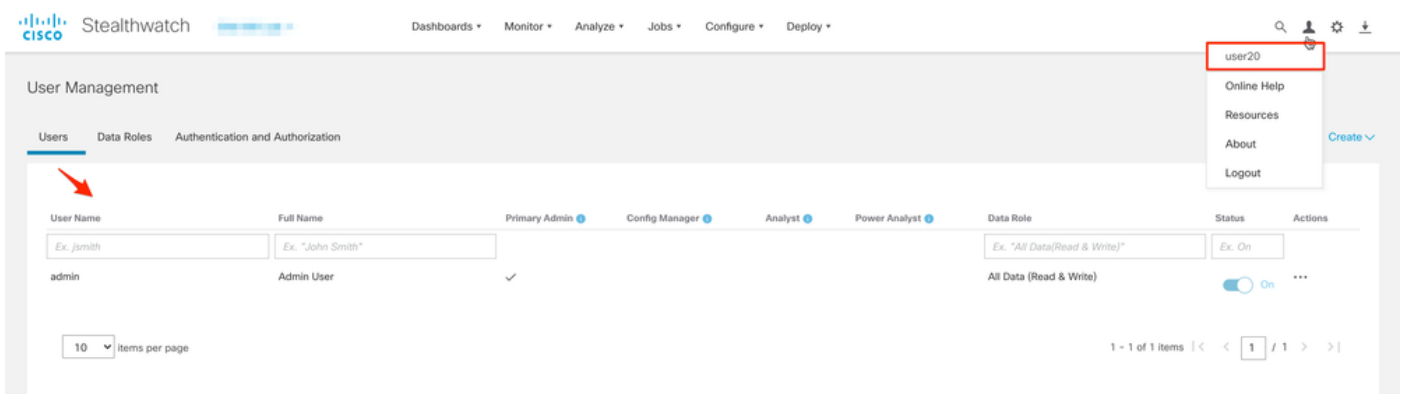 CISCO Stealthwatch Dashboards Monitor Analyze Jobs Configure Deploy
user20
Online Help
Resources
About
Logout
User Management
Users Data Roles Authentication and Authorization Create
User Name Full Name Primary Admin Config Manager Analyst Power Analyst Data Role Status Actions
Ex. jsmith Ex. "John Smith" Ex. "All Data(Read & Write)" Ex. On
admin Admin User All Data (Read & Write) On ...
10 items per page 1 - 1 of 1 items |< < 1 / 1 > >|